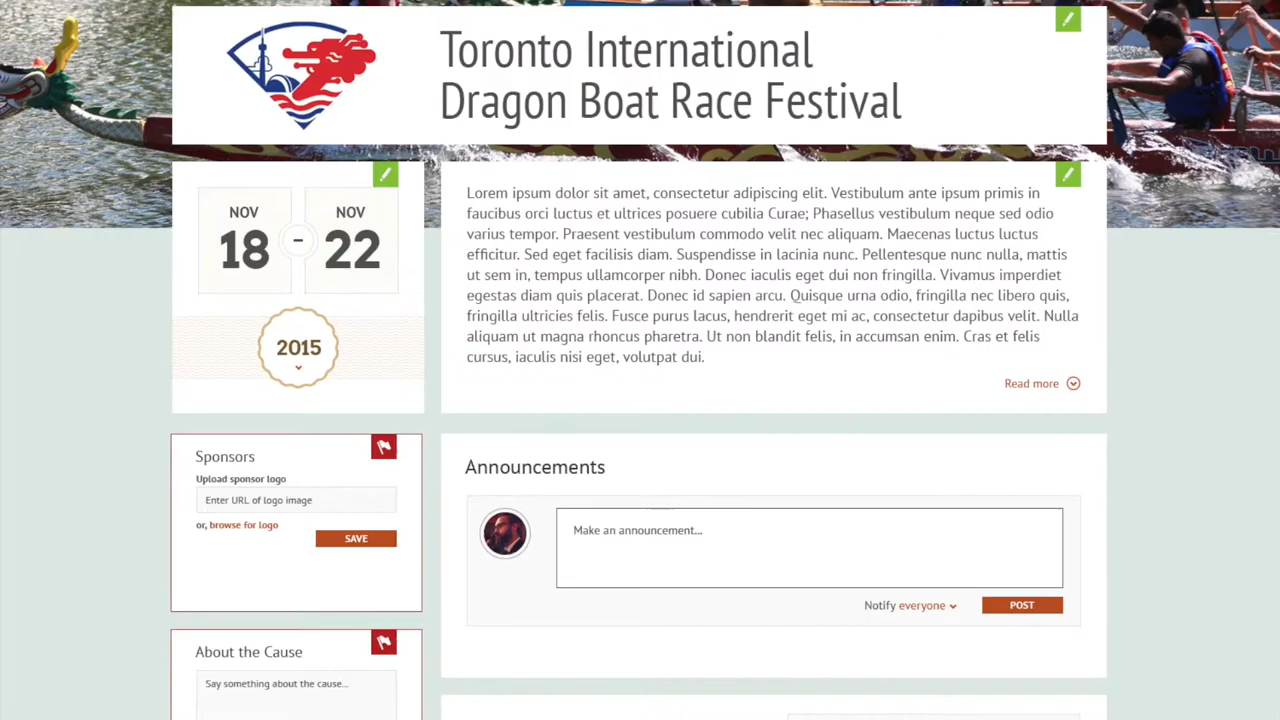 Toronto International
Dragon Boat Race Festival
NOV
18
-
NOV
22
2015
Lorem ipsum dolor sit amet, consectetur adipiscing elit. Vestibulum ante ipsum primis in
faucibus orci luctus et ultrices posuere cubilia Curae; Phasellus vestibulum neque sed odio
varius tempor. Praesent vestibulum commodo velit nec aliquam. Maecenas luctus luctus
efficitur. Sed eget facilisis diam. Suspendisse in lacinia nunc. Pellentesque nunc nulla, mattis
ut sem in, tempus ullamcorper nibh. Donec iaculis eget dui non fringilla. Vivamus imperdiet
egestas diam quis placerat. Donec id sapien arcu. Quisque urna odio, fringilla nec libero quis,
fringilla ultricies felis. Fusce purus lacus, hendrerit eget mi ac, consectetur dapibus velit. Nulla
aliquam ut magna rhoncus pharetra. Ut non blandit felis, in accumsan enim. Cras et felis
cursus, iaculis nisi eget, volutpat dui.
Read more
Sponsors
Upload sponsor logo
Enter URL of logo image
or, browse for logo
SAVE
Announcements
Make an announcement...
Notify everyone
POST
About the Cause
Say something about the cause...